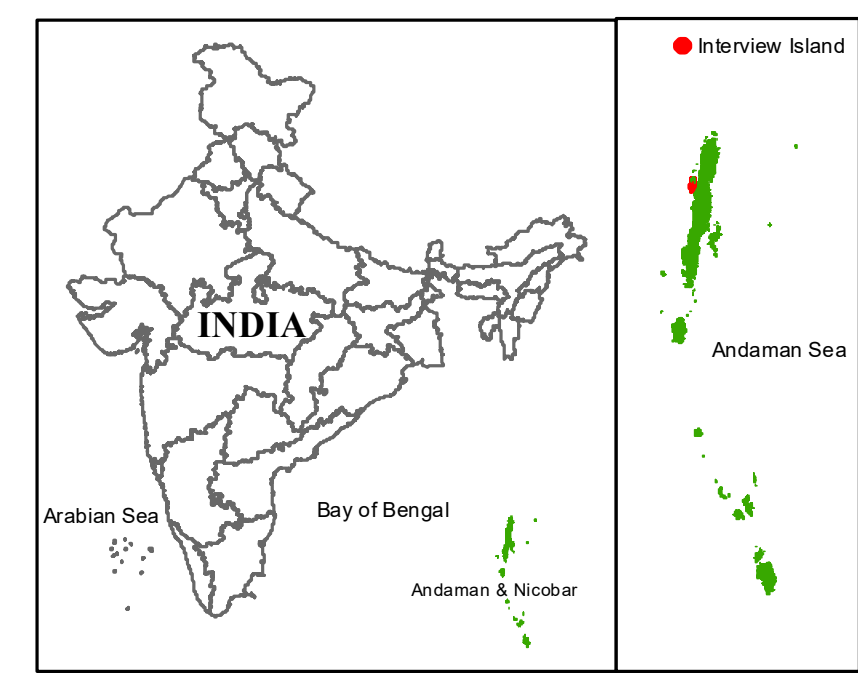 INDIA
Arabian Sea
Bay of Bengal
Andaman & Nicobar
Interview Island
Andaman Sea